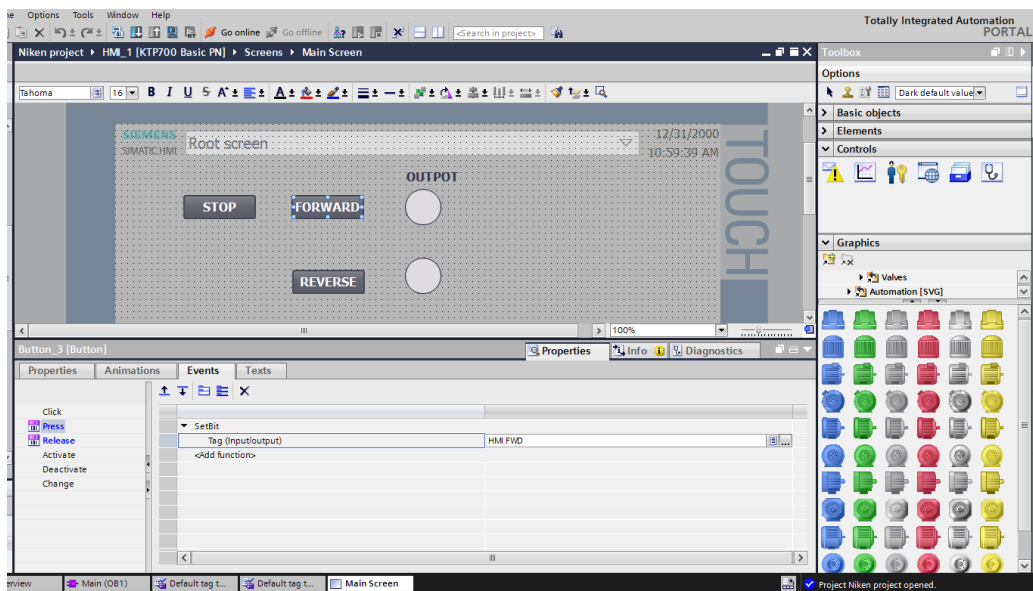 e Options Tools Window Help
Totally Integrated Automation
PORTAL
Go online Go offline <Search in project>
Niken project HMI_1 [KTP700 Basic PN] Screens Main Screen
Toolbox
Options
Tahoma 16 B I U S A
Dark default value
Basic objects
Elements
Controls
SIEMENS
SIMATIC HMI
Root screen
12/31/2000
10:59:39 AM
TOUCH
OUTPOT
STOP FORWARD
REVERSE
Graphics
Valves
Automation [SVG]
100%
Button_3 [Button]
Properties Info Diagnostics
Properties Animations Events Texts
Click
Press
Release
Activate
Deactivate
Change
SetBit
Tag (Input/output) HMI FWD
<Add function>
erview Main (OB1) Default tag t... Default tag t... Main Screen
Project Niken project opened.